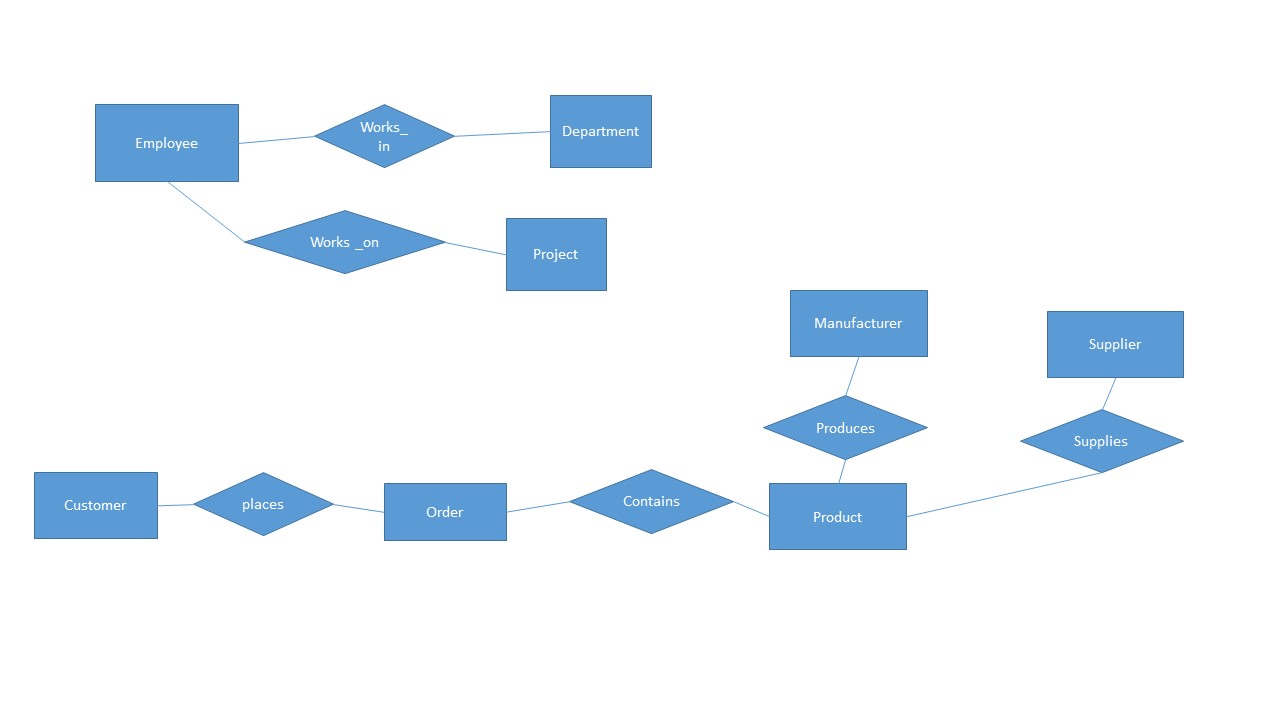 Employee
Works_
in
Department
Works _on
Project
Manufacturer
Supplier
Produces
Supplies
Customer
places
Order
Contains
Product